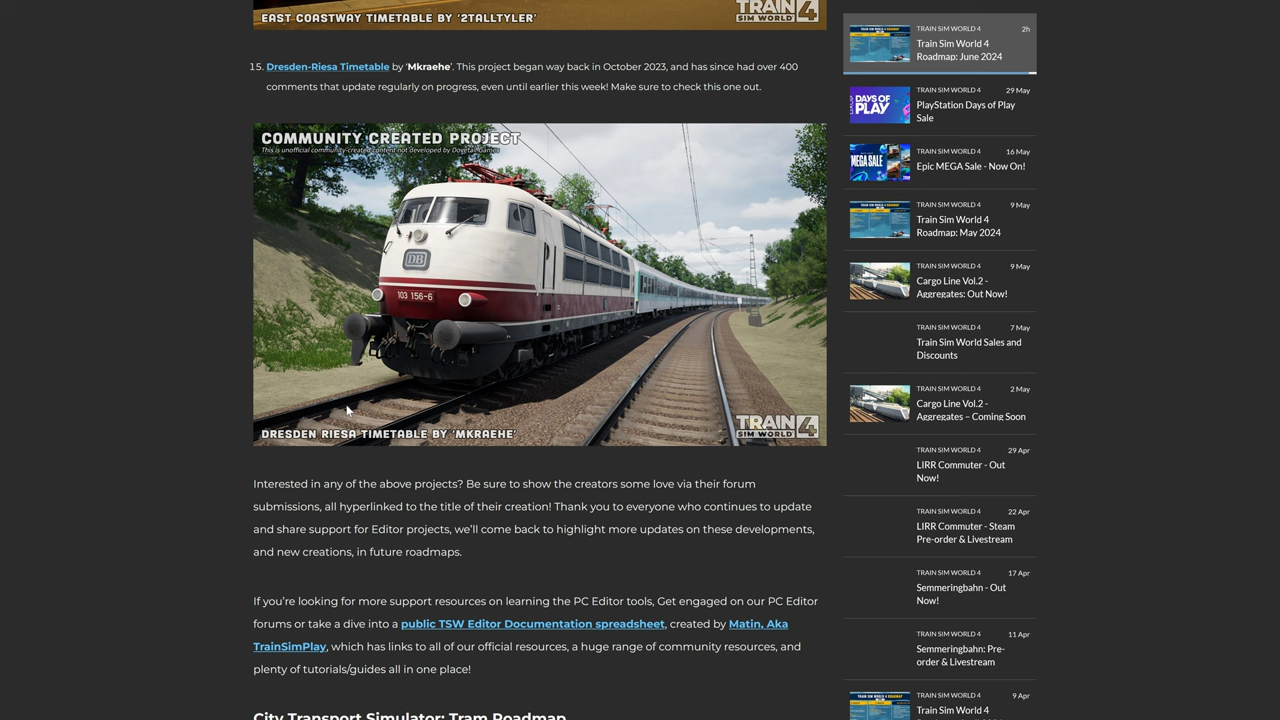 EAST COASTWAY TIMETABLE BY '2TALLTYLER'
TRAIN
SIM WORLD 4
15. Dresden-Riesa Timetable by 'Mkraehe'. This project began way back in October 2023, and has since had over 400
comments that update regularly on progress, even until earlier this week! Make sure to check this one out.
COMMUNITY CREATED PROJECT
This is unofficial community-created content not developed by Dovetail Games
DB
103 156-6
DRESDEN RIESA TIMETABLE BY 'MKRAEHE'
TRAIN
SIM WORLD 4
Interested in any of the above projects? Be sure to show the creators some love via their forum
submissions, all hyperlinked to the title of their creation! Thank you to everyone who continues to update
and share support for Editor projects, we'll come back to highlight more updates on these developments,
and new creations, in future roadmaps.
If you're looking for more support resources on learning the PC Editor tools, Get engaged on our PC Editor
forums or take a dive into a public TSW Editor Documentation spreadsheet, created by Matin, Aka
TrainSimPlay, which has links to all of our official resources, a huge range of community resources, and
plenty of tutorials/guides all in one place!
City Transport Simulator: Tram Roadmap
TRAIN SIM WORLD 4 2h
Train Sim World 4
Roadmap: June 2024
DAYS OF
PLAY
TRAIN SIM WORLD 4 29 May
PlayStation Days of Play
Sale
MEGA SALE
TRAIN SIM WORLD 4 16 May
Epic MEGA Sale - Now On!
TRAIN SIM WORLD 4 9 May
Train Sim World 4
Roadmap: May 2024
TRAIN SIM WORLD 4 9 May
Cargo Line Vol.2 -
Aggregates: Out Now!
TRAIN SIM WORLD 4 7 May
Train Sim World Sales and
Discounts
TRAIN SIM WORLD 4 2 May
Cargo Line Vol.2 -
Aggregates – Coming Soon
TRAIN SIM WORLD 4 29 Apr
LIRR Commuter - Out
Now!
TRAIN SIM WORLD 4 22 Apr
LIRR Commuter - Steam
Pre-order & Livestream
TRAIN SIM WORLD 4 17 Apr
Semmeringbahn - Out
Now!
TRAIN SIM WORLD 4 11 Apr
Semmeringbahn: Pre-
order & Livestream
TRAIN SIM WORLD 4 9 Apr
Train Sim World 4